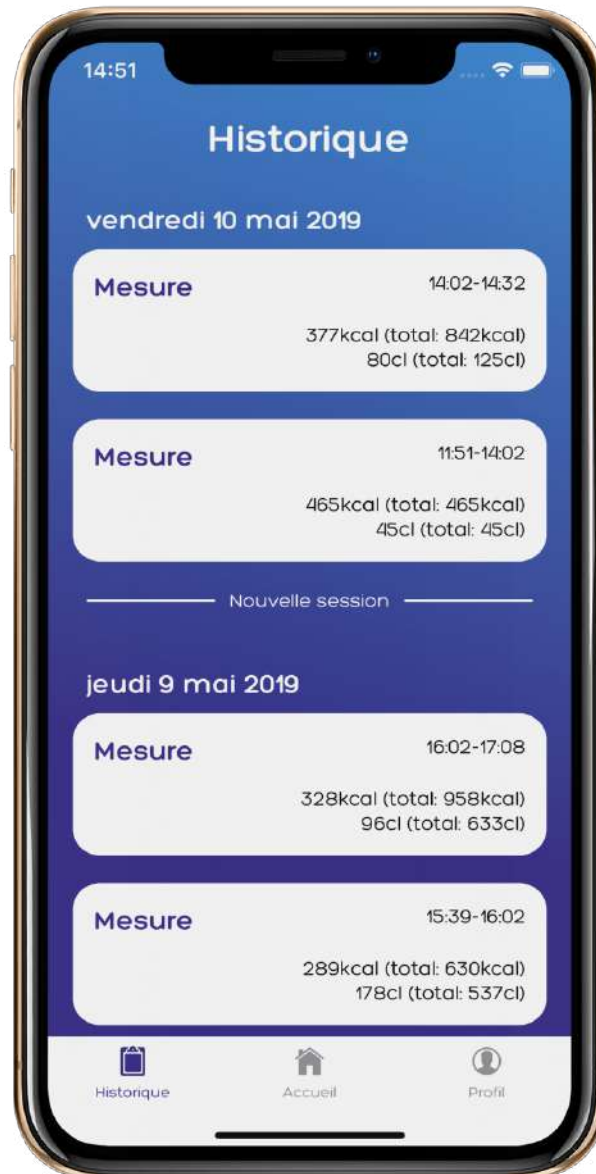 14:51
Historique
vendredi 10 mai 2019
Mesure
14:02-14:32
377kcal (total: 842kcal)
80cl (total: 125cl)
Mesure
11:51-14:02
465kcal (total: 465kcal)
45cl (total: 45cl)
Nouvelle session
jeudi 9 mai 2019
Mesure
16:02-17:08
328kcal (total: 958kcal)
96cl (total: 633cl)
Mesure
15:39-16:02
289kcal (total: 630kcal)
178cl (total: 537cl)
Historique
Accueil
Profil